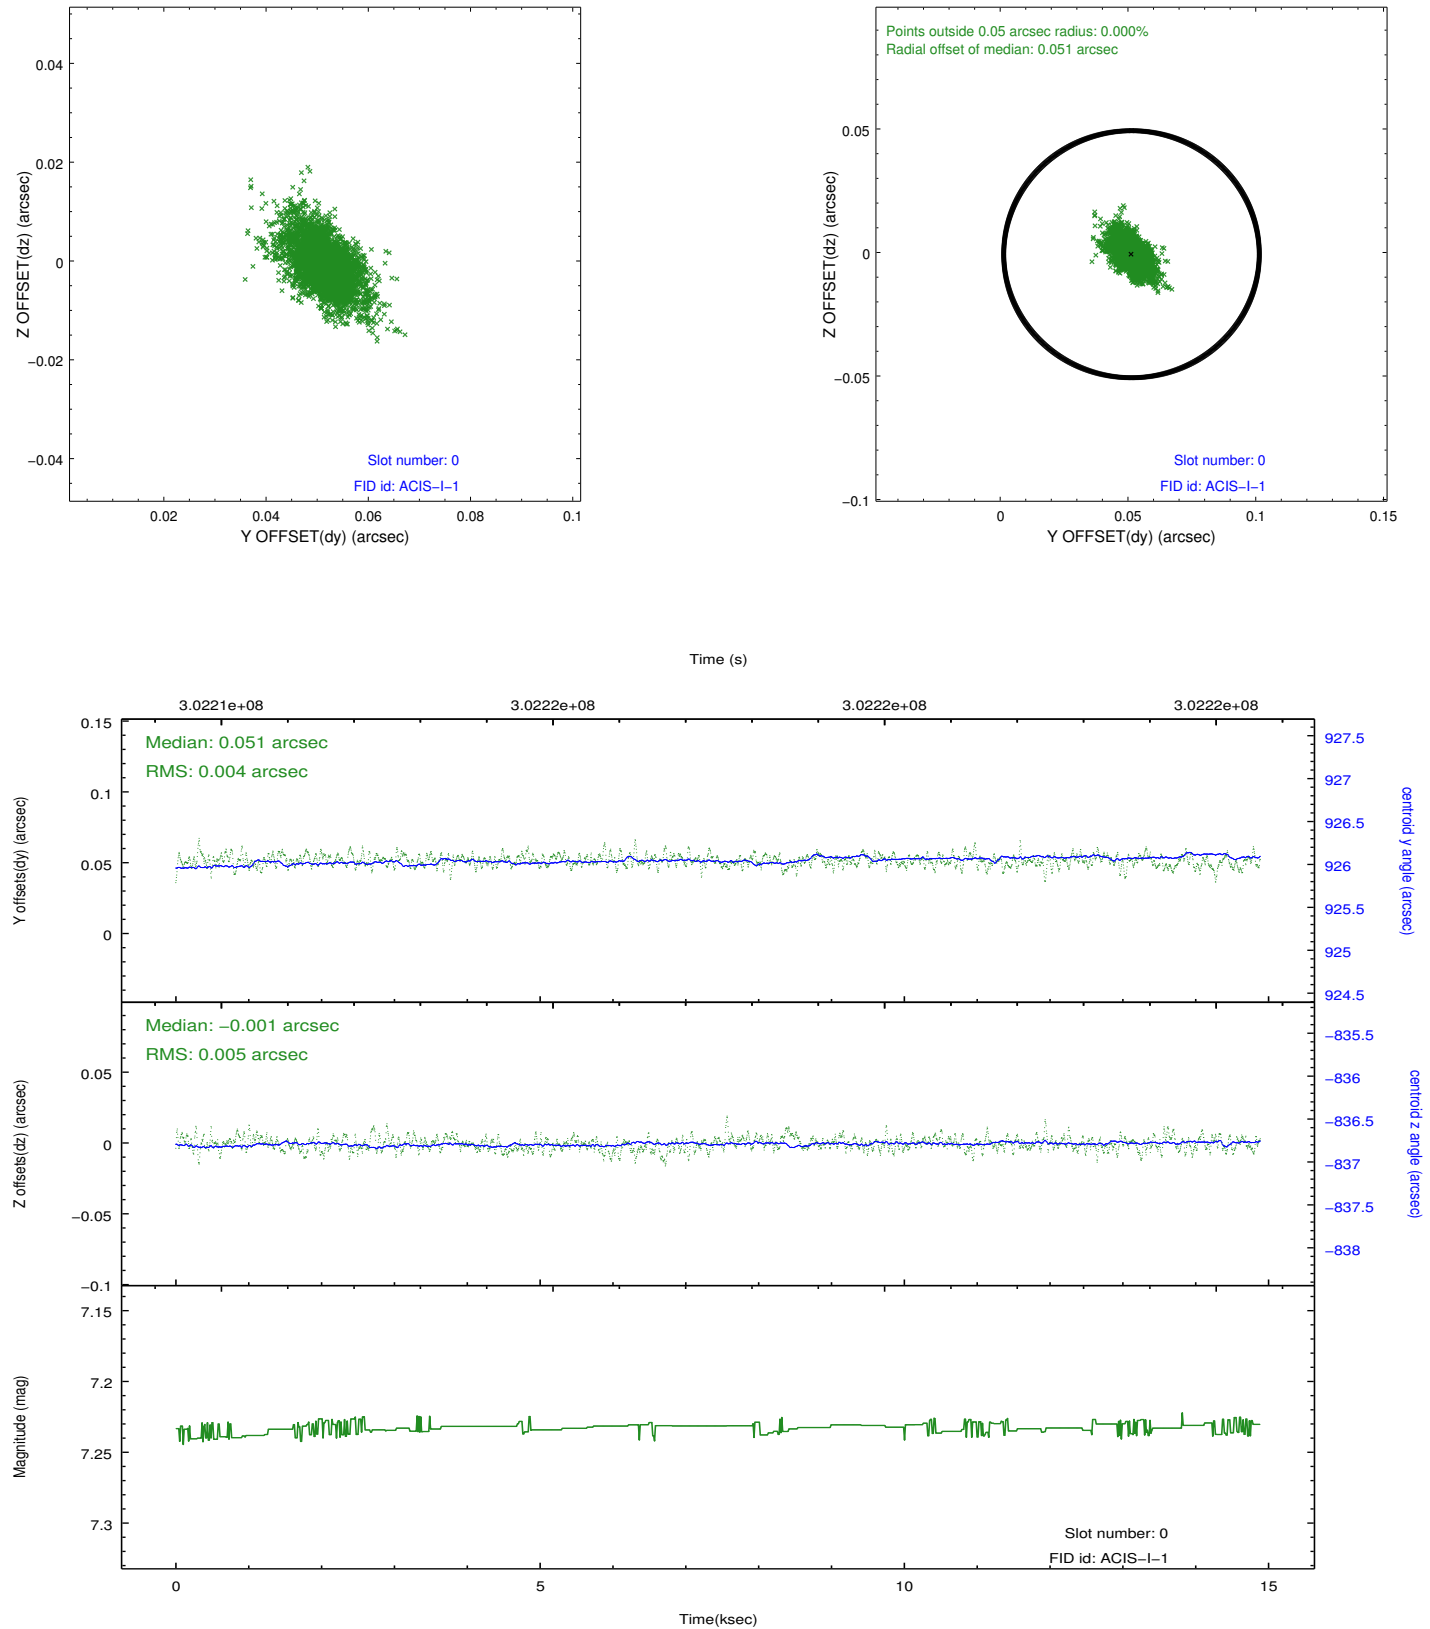 0.04
0.02
0
−0.02
−0.04
Z OFFSET(dz) (arcsec)
Slot number: 0
FID id: ACIS−I−1
0.02 0.04 0.06 0.08 0.1
Y OFFSET(dy) (arcsec)
Points outside 0.05 arcsec radius: 0.000%
Radial offset of median: 0.051 arcsec
0.05
0
−0.05
−0.1
Z OFFSET(dz) (arcsec)
Slot number: 0
FID id: ACIS−I−1
0 0.05 0.1 0.15
Y OFFSET(dy) (arcsec)
Time (s)
3.0221e+08 3.0222e+08 3.0222e+08 3.0222e+08
Median: 0.051 arcsec
RMS: 0.004 arcsec
0.15
0.1
0.05
0
Y offsets(dy) (arcsec)
927.5
927
926.5
926
925.5
925
924.5
centroid y angle (arcsec)
Median: −0.001 arcsec
RMS: 0.005 arcsec
0.05
0
−0.05
−0.1
Z offsets(dz) (arcsec)
−835.5
−836
−836.5
−837
−837.5
−838
centroid z angle (arcsec)
7.15
7.2
7.25
7.3
Magnitude (mag)
Slot number: 0
FID id: ACIS−I−1
0 5 10 15
Time(ksec)